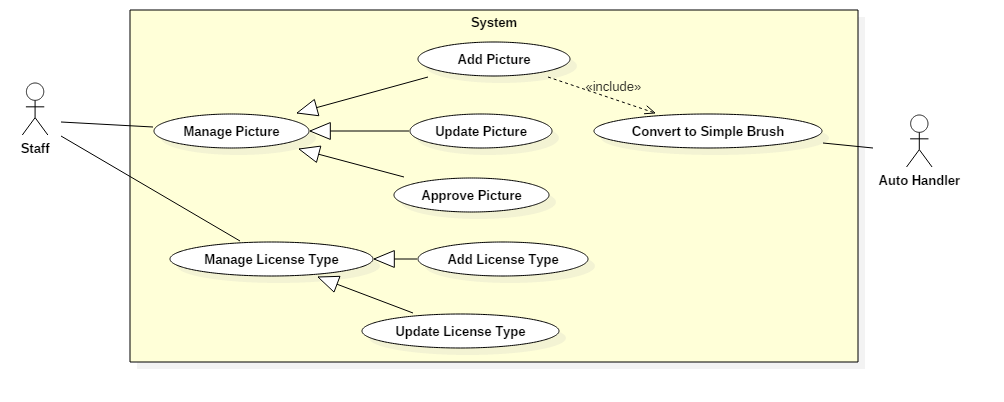 System
Add Picture
«include»
Manage Picture
Update Picture
Convert to Simple Brush
Staff
Auto Handler
Approve Picture
Manage License Type
Add License Type
Update License Type